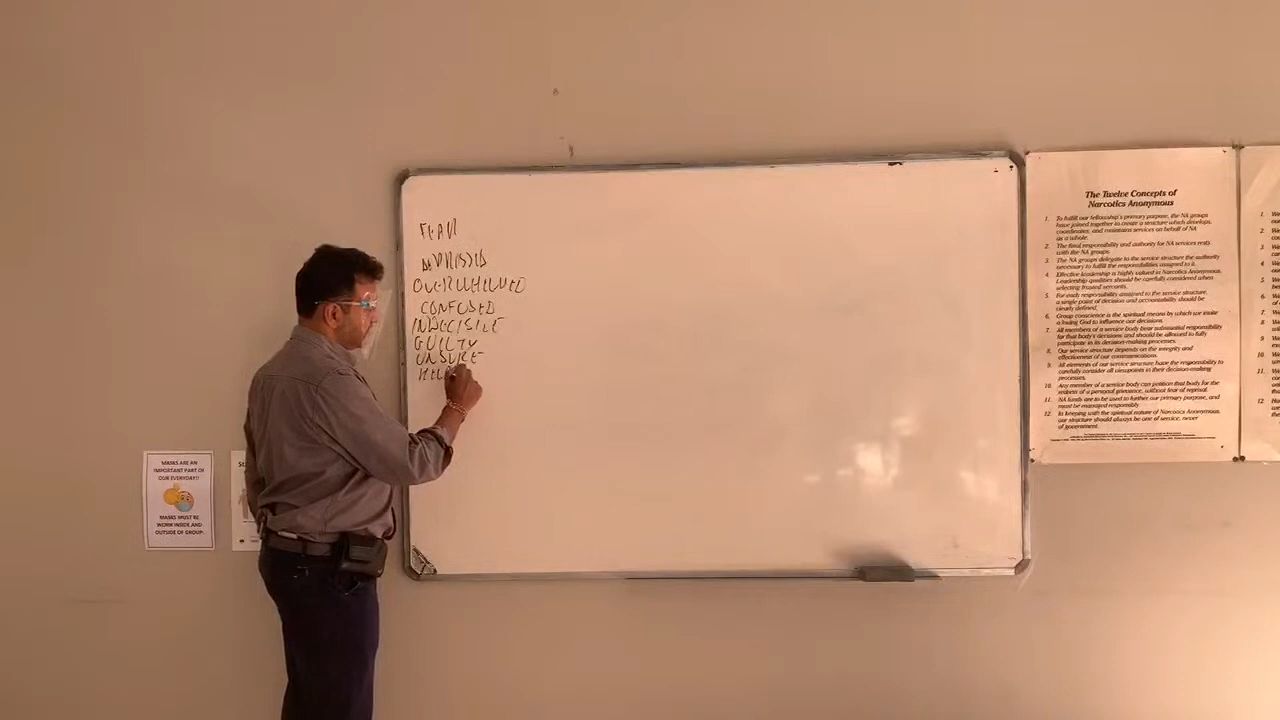 FEAR
DEPRESSED
OVERWHELMED
CONFUSED
INDECISIVE
GUILTY
UNSURE
MASKS ARE AN
IMPORTANT PART OF
OUR EVERYDAY!!
MASKS MUST BE
WORN INSIDE AND
OUTSIDE OF GROUP.
The Twelve Concepts of
Narcotics Anonymous
1. To fulfill our fellowship's primary purpose, the NA groups
have joined together to create a structure which develops,
coordinates, and maintains services on behalf of NA
as a whole.
2. The final responsibility and authority for NA services rests
with the NA groups.
3. The NA groups delegate to the service structure the authority
necessary to fulfill the responsibilities assigned to it.
4. Effective leadership is highly valued in Narcotics Anonymous.
Leadership qualities should be carefully considered when
selecting trusted servants.
5. For each responsibility assigned to the service structure,
a single point of decision and accountability should be
clearly defined.
6. Group conscience is the spiritual means by which we invite
a loving God to influence our decisions.
7. All members of a service body bear substantial responsibility
for that body's decisions and should be allowed to fully
participate in its decision-making processes.
8. Our service structure depends on the integrity and
effectiveness of our communications.
9. All elements of our service structure have the responsibility to
carefully consider all viewpoints in their decision-making
processes.
10. Any member of a service body can petition that body for the
redress of a personal grievance, without fear of reprisal.
11. NA funds are to be used to further our primary purpose, and
must be managed responsibly.
12. In keeping with the spiritual nature of Narcotics Anonymous,
our structure should always be one of service, never
of government.